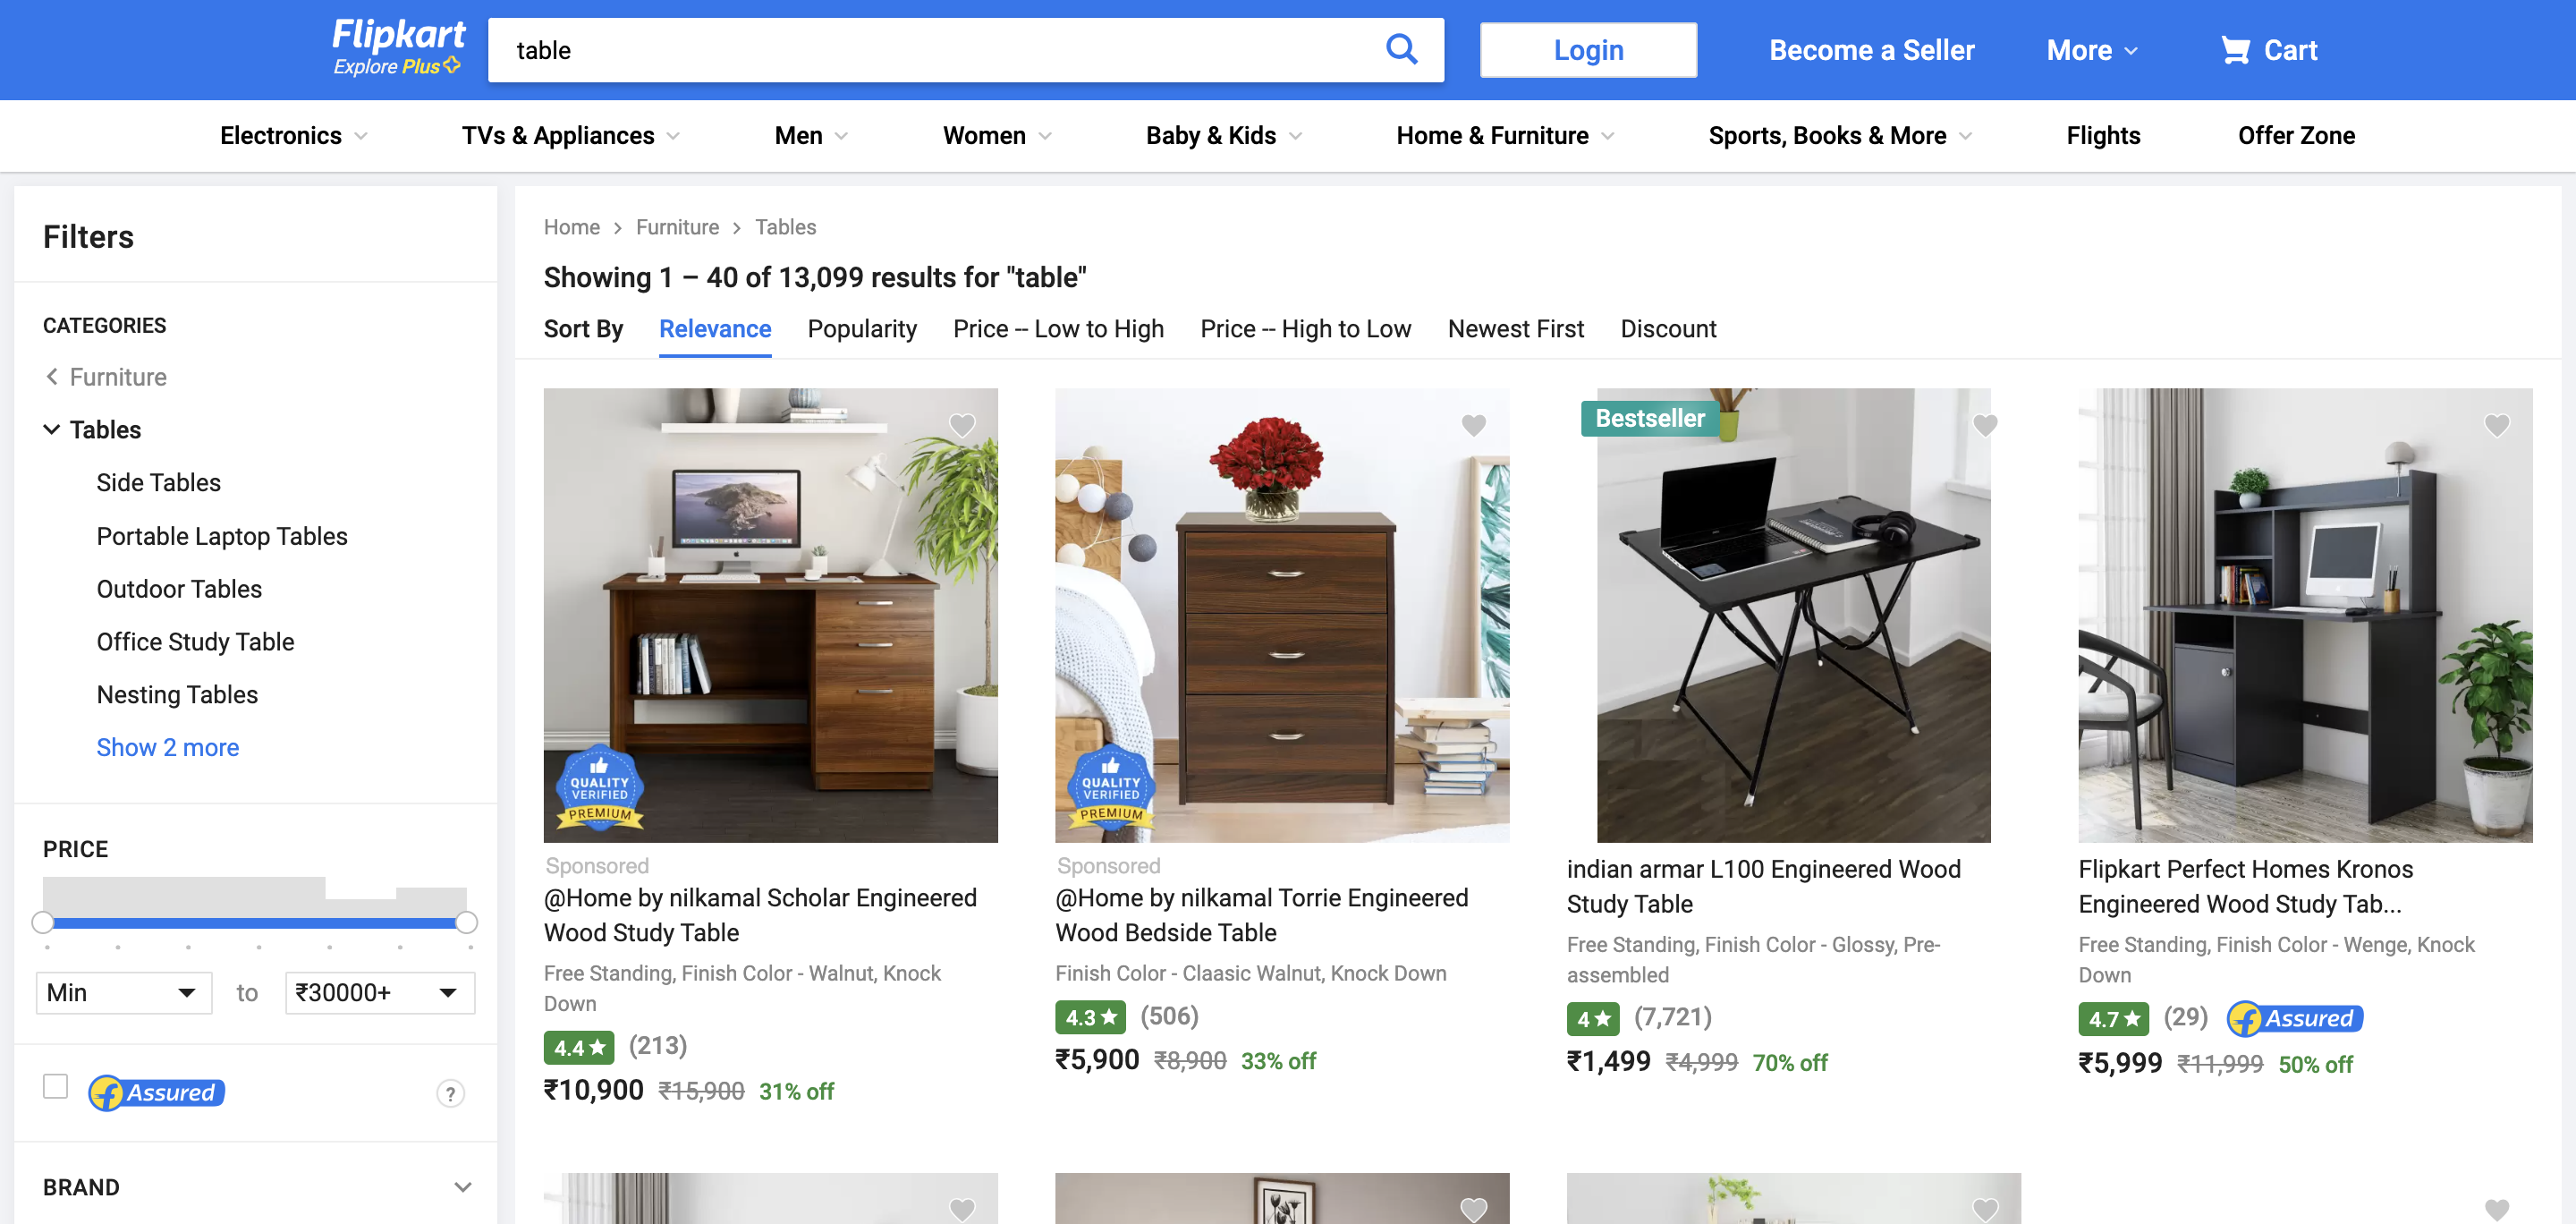 Flipkart
Explore Plus
table
Login
Become a Seller
More
Cart
Electronics
TVs & Appliances
Men
Women
Baby & Kids
Home & Furniture
Sports, Books & More
Flights
Offer Zone
Filters
CATEGORIES
Furniture
Tables
Side Tables
Portable Laptop Tables
Outdoor Tables
Office Study Table
Nesting Tables
Show 2 more
PRICE
Min
to
₹30000+
Assured
?
BRAND
Home > Furniture > Tables
Showing 1 – 40 of 13,099 results for "table"
Sort By
Relevance
Popularity
Price -- Low to High
Price -- High to Low
Newest First
Discount
QUALITY
VERIFIED
PREMIUM
Sponsored
@Home by nilkamal Scholar Engineered
Wood Study Table
Free Standing, Finish Color - Walnut, Knock
Down
4.4 ★ (213)
₹10,900 ₹15,900 31% off
QUALITY
VERIFIED
PREMIUM
Sponsored
@Home by nilkamal Torrie Engineered
Wood Bedside Table
Finish Color - Claasic Walnut, Knock Down
4.3 ★ (506)
₹5,900 ₹8,900 33% off
Bestseller
indian armar L100 Engineered Wood
Study Table
Free Standing, Finish Color - Glossy, Pre-
assembled
4 ★ (7,721)
₹1,499 ₹4,999 70% off
Flipkart Perfect Homes Kronos
Engineered Wood Study Tab...
Free Standing, Finish Color - Wenge, Knock
Down
4.7 ★ (29) Assured
₹5,999 ₹11,999 50% off